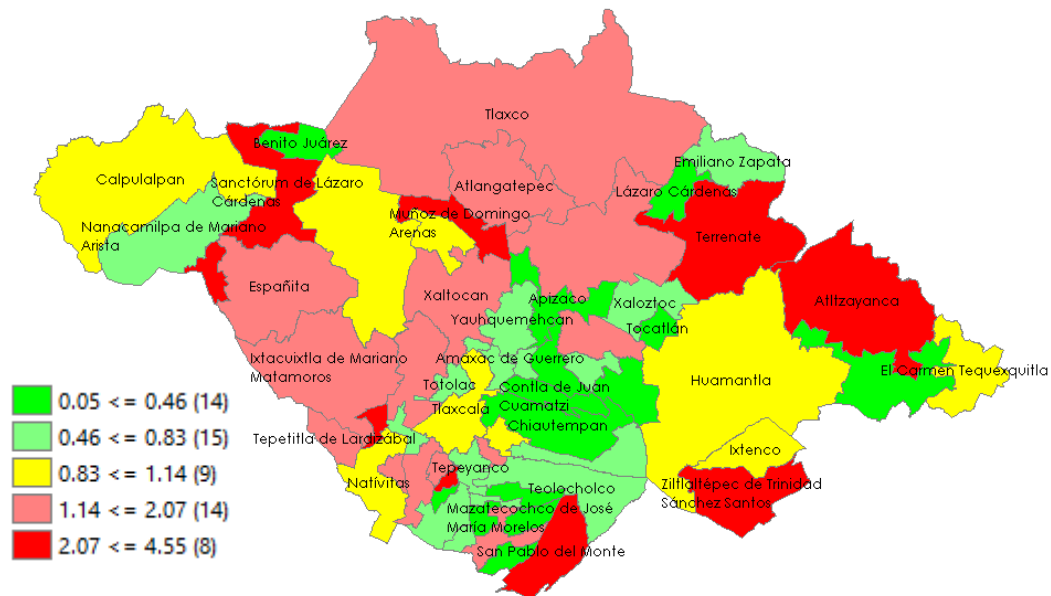 Tlaxco
Benito Juárez
Emiliano Zapata
Calpulalpan
Sanctórum de Lázaro
Cárdenas
Atlangatepec
Lázaro Cárdenas
Nanacamilpa de Mariano
Arista
Muñoz de Domingo
Arenas
Terrenate
Españita
Xaltocan
Apizaco
Xaloztoc
Atltzayanca
Yauhquemehcan
Tocatlán
Ixtacuixtla de Mariano
Matamoros
Amaxac de Guerrero
El Carmen Tequexquitla
Totolac
Contla de Juan
Cuamatzi
Huamantla
Tlaxcala
Chiautempan
Tepetitla de Lardizábal
Ixtenco
Tepeyanco
Natívitas
Teolocholco
Ziltlaltépec de Trinidad
Sánchez Santos
Mazatecochco de José
María Morelos
San Pablo del Monte
0.05 <= 0.46 (14)
0.46 <= 0.83 (15)
0.83 <= 1.14 (9)
1.14 <= 2.07 (14)
2.07 <= 4.55 (8)